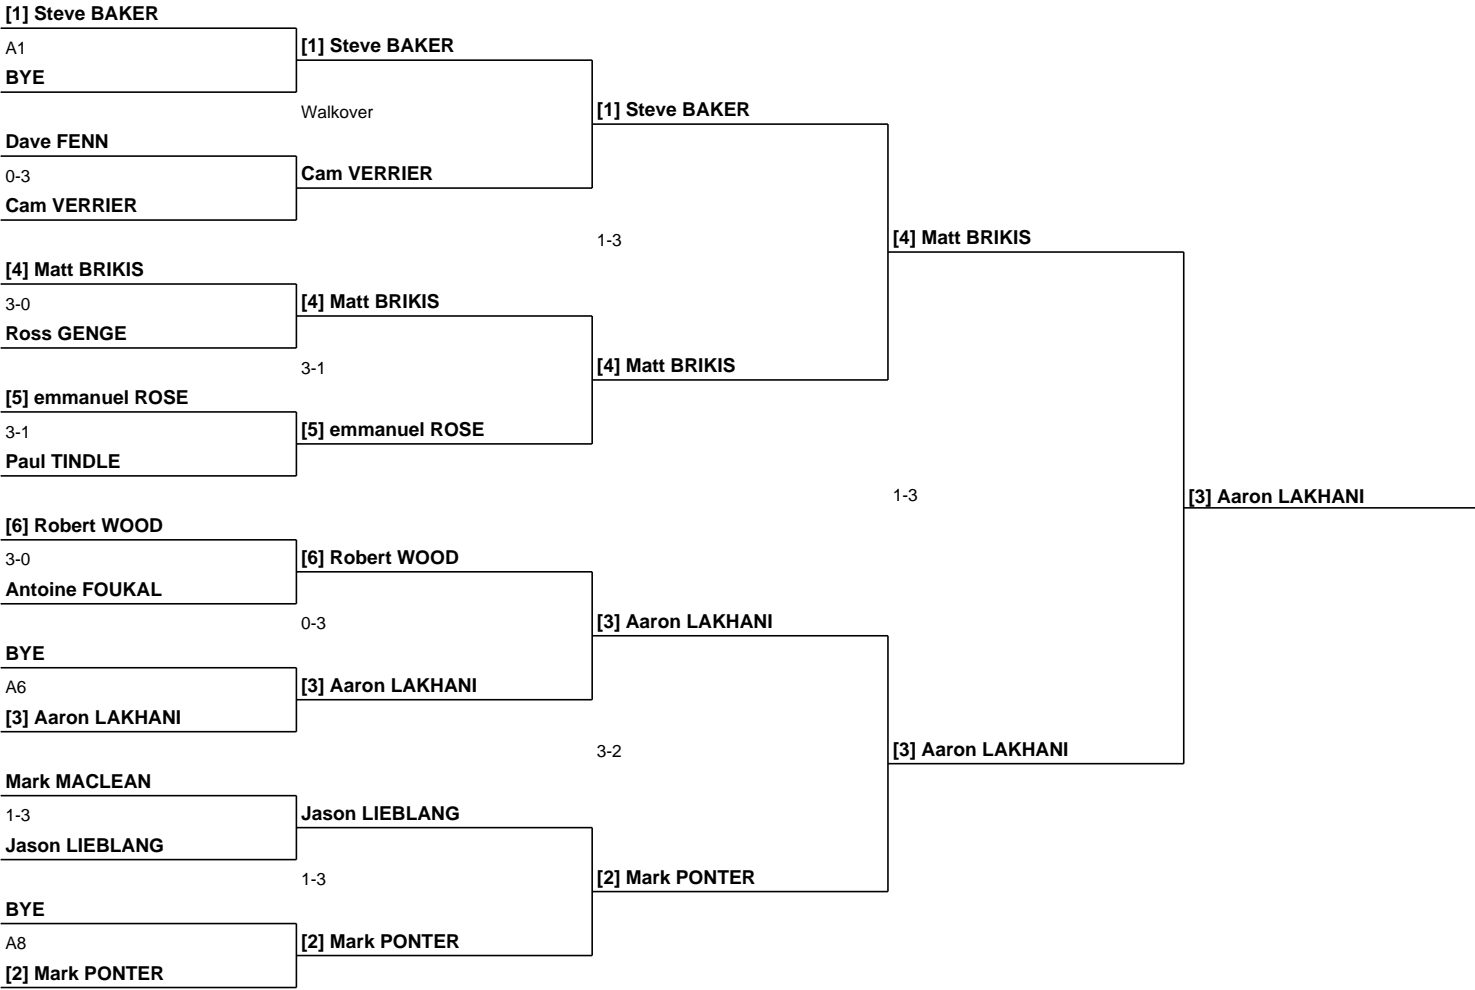 [1] Steve BAKER
A1
BYE
Dave FENN
0-3
Cam VERRIER
[4] Matt BRIKIS
3-0
Ross GENGE
[5] emmanuel ROSE
3-1
Paul TINDLE
[6] Robert WOOD
3-0
Antoine FOUKAL
BYE
A6
[3] Aaron LAKHANI
Mark MACLEAN
1-3
Jason LIEBLANG
BYE
A8
[2] Mark PONTER
[1] Steve BAKER
Walkover
Cam VERRIER
[4] Matt BRIKIS
3-1
[5] emmanuel ROSE
[6] Robert WOOD
0-3
[3] Aaron LAKHANI
Jason LIEBLANG
1-3
[2] Mark PONTER
[1] Steve BAKER
1-3
[4] Matt BRIKIS
[3] Aaron LAKHANI
3-2
[2] Mark PONTER
[4] Matt BRIKIS
1-3
[3] Aaron LAKHANI
[3] Aaron LAKHANI